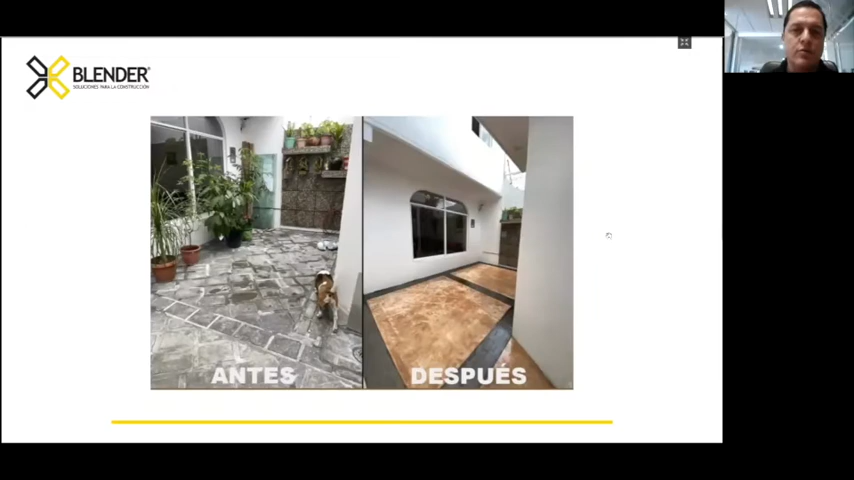 BLENDER®
SOLUCIONES PARA LA CONSTRUCCIÓN
ANTES
DESPUÉS